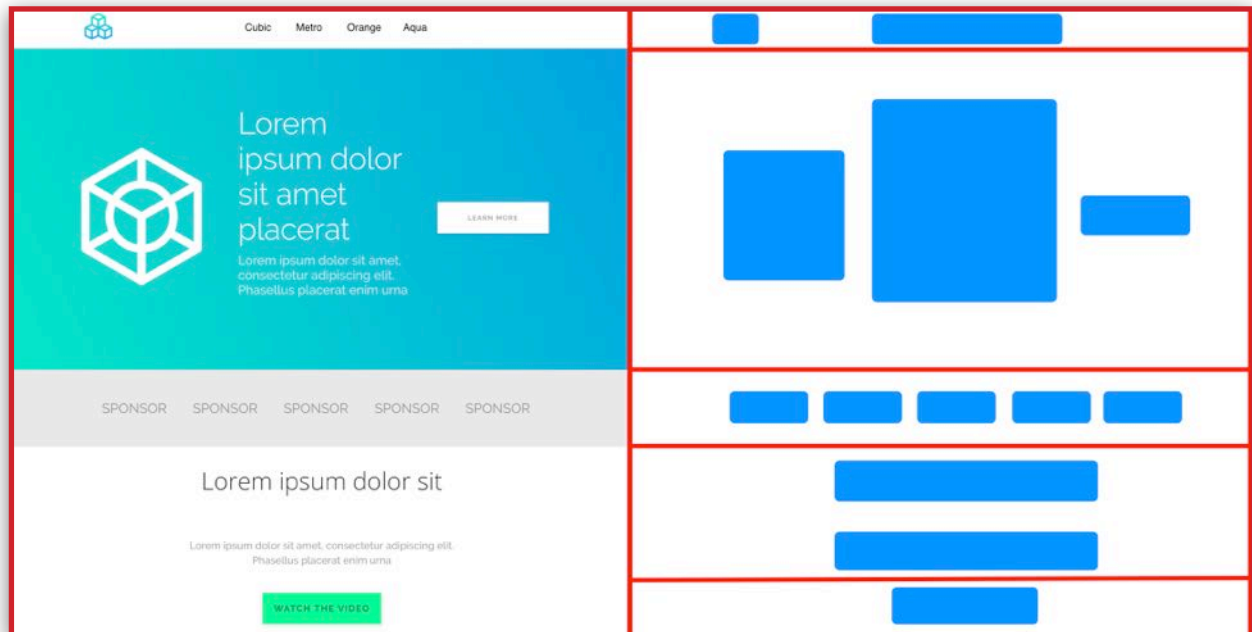 Cubic Metro Orange Aqua
Lorem
ipsum dolor
sit amet
placerat
Lorem ipsum dolor sit amet,
consectetur adipiscing elit.
Phasellus placerat enim urna
LEARN MORE
SPONSOR SPONSOR SPONSOR SPONSOR SPONSOR
Lorem ipsum dolor sit
Lorem ipsum dolor sit amet, consectetur adipiscing elit.
Phasellus placerat enim urna
WATCH THE VIDEO